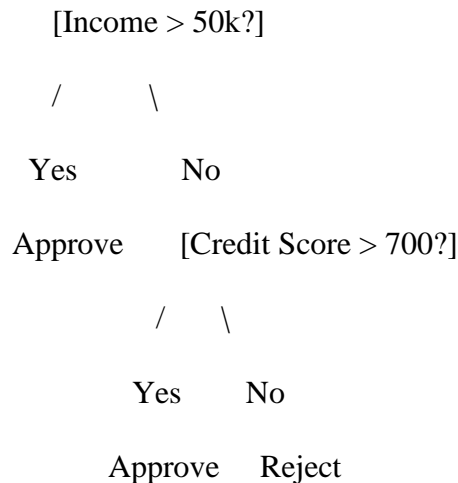 [Income > 50k?]
/ \
Yes No
Approve [Credit Score > 700?]
/ \
Yes No
Approve Reject